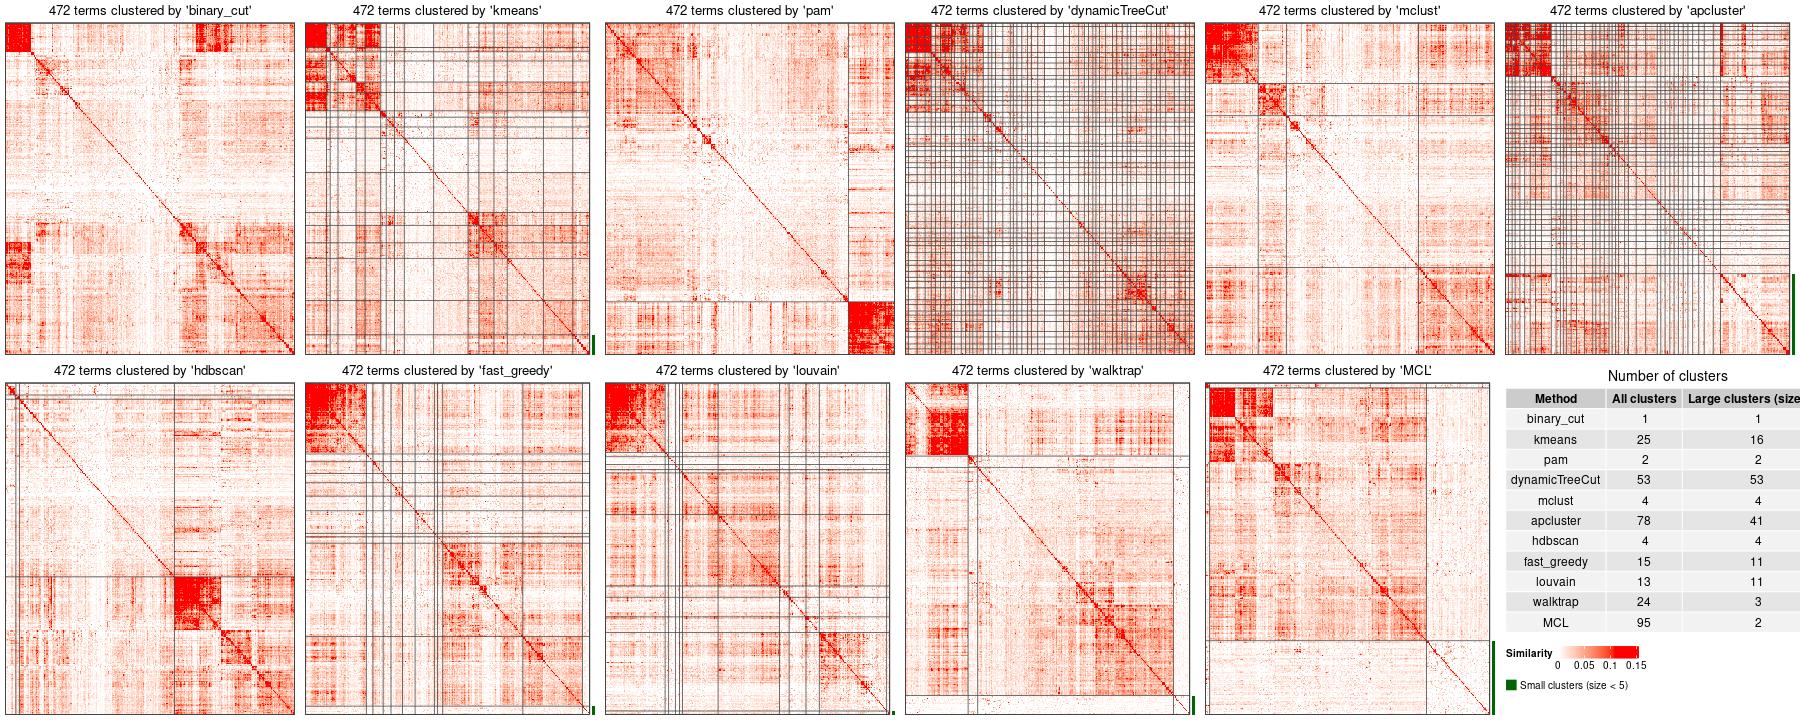 472 terms clustered by 'binary_cut'
472 terms clustered by 'kmeans'
472 terms clustered by 'pam'
472 terms clustered by 'dynamicTreeCut'
472 terms clustered by 'mclust'
472 terms clustered by 'apcluster'
472 terms clustered by 'hdbscan'
472 terms clustered by 'fast_greedy'
472 terms clustered by 'louvain'
472 terms clustered by 'walktrap'
472 terms clustered by 'MCL'
Number of clusters
Method All clusters Large clusters (size
binary_cut 1 1
kmeans 25 16
pam 2 2
dynamicTreeCut 53 53
mclust 4 4
apcluster 78 41
hdbscan 4 4
fast_greedy 15 11
louvain 13 11
walktrap 24 3
MCL 95 2
Similarity
0 0.05 0.1 0.15
Small clusters (size < 5)